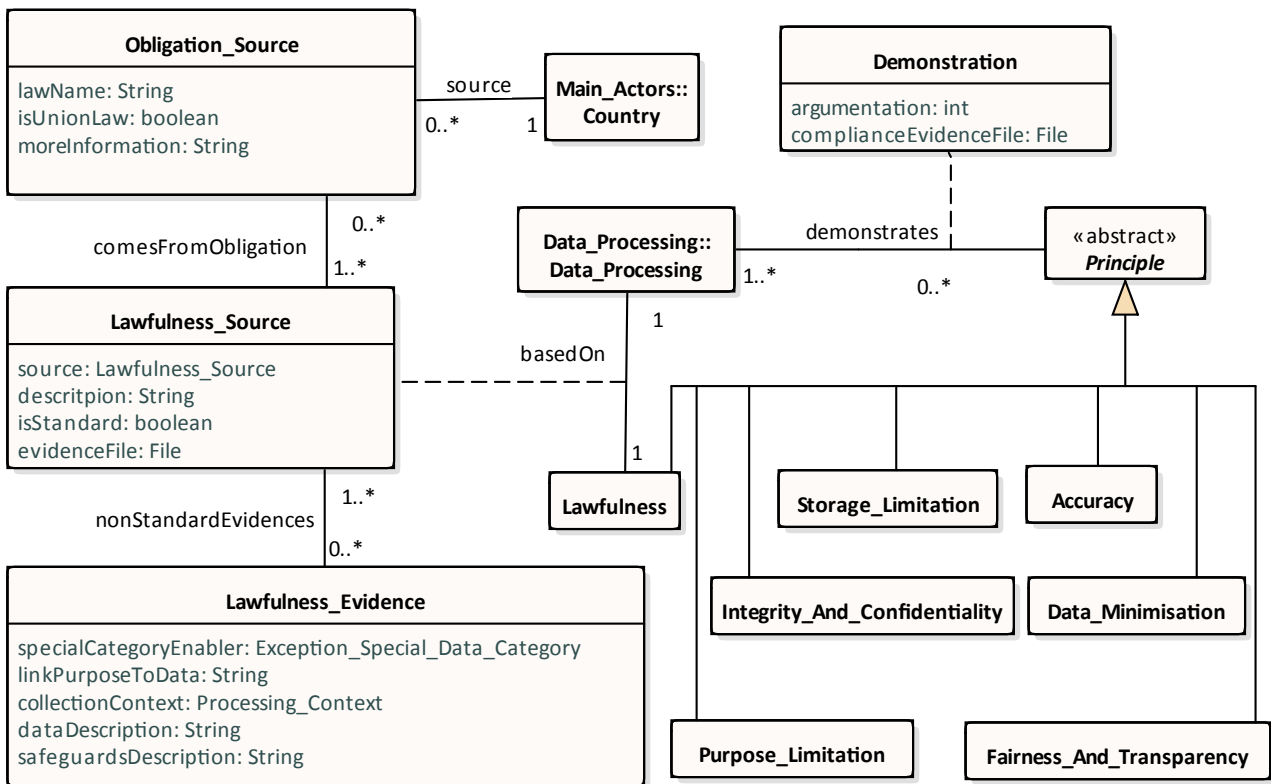 Obligation_Source
lawName: String
isUnionLaw: boolean
moreInformation: String
source
0..*
1
Main_Actors::
Country
Demonstration
argumentation: int
complianceEvidenceFile: File
comesFromObligation
0..*
1..*
Data_Processing::
Data_Processing
demonstrates
1..*
0..*
«abstract»
Principle
Lawfulness_Source
source: Lawfulness_Source
descritpion: String
isStandard: boolean
evidenceFile: File
basedOn
1
1
Lawfulness
Storage_Limitation
Accuracy
nonStandardEvidences
1..*
0..*
Integrity_And_Confidentiality
Data_Minimisation
Lawfulness_Evidence
specialCategoryEnabler: Exception_Special_Data_Category
linkPurposeToData: String
collectionContext: Processing_Context
dataDescription: String
safeguardsDescription: String
Purpose_Limitation
Fairness_And_Transparency